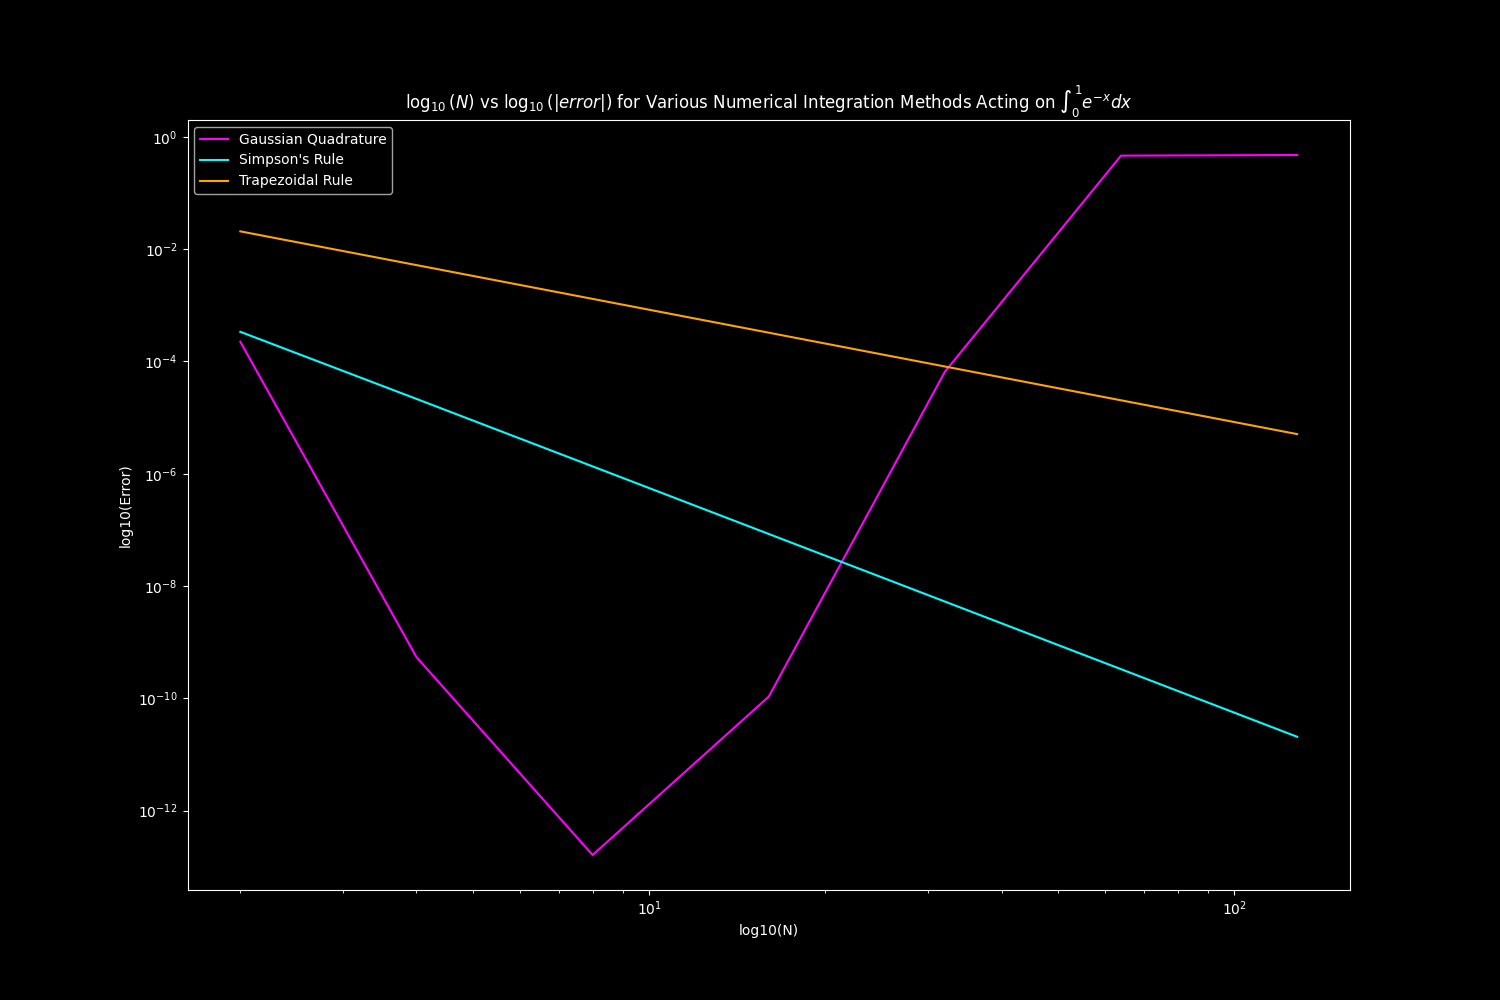 log₁₀ (N) vs log₁₀ (|error|) for Various Numerical Integration Methods Acting on ∫₀¹ e⁻ˣdx
Gaussian Quadrature
Simpson's Rule
Trapezoidal Rule
10⁰
10⁻²
10⁻⁴
10⁻⁶
10⁻⁸
10⁻¹⁰
10⁻¹²
log10(Error)
10¹
10²
log10(N)